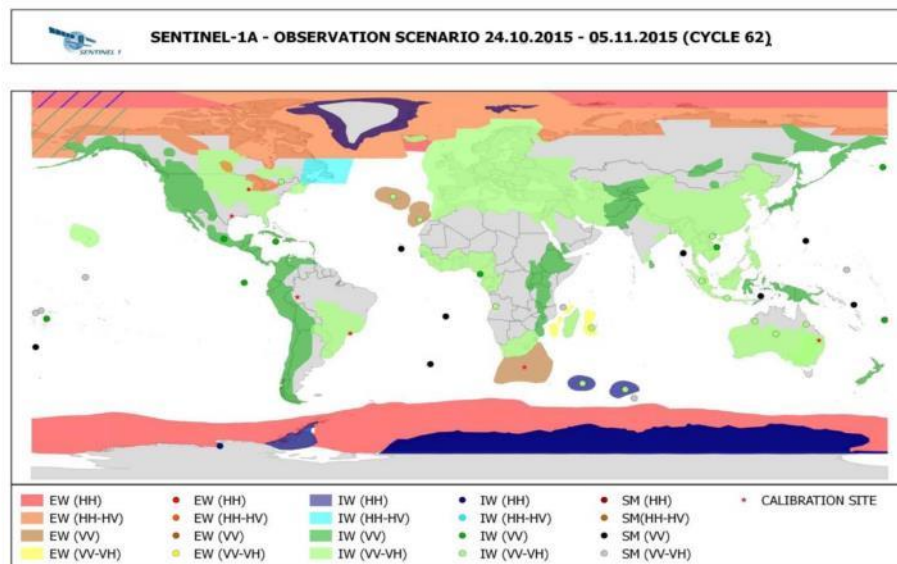 SENTINEL 1
SENTINEL-1A - OBSERVATION SCENARIO 24.10.2015 - 05.11.2015 (CYCLE 62)
EW (HH) EW (HH) IW (HH) IW (HH) SM (HH) CALIBRATION SITE
EW (HH-HV) EW (HH-HV) IW (HH-HV) IW (HH-HV) SM(HH-HV)
EW (VV) EW (VV) IW (VV) IW (VV) SM (VV)
EW (VV-VH) EW (VV-VH) IW (VV-VH) IW (VV-VH) SM (VV-VH)